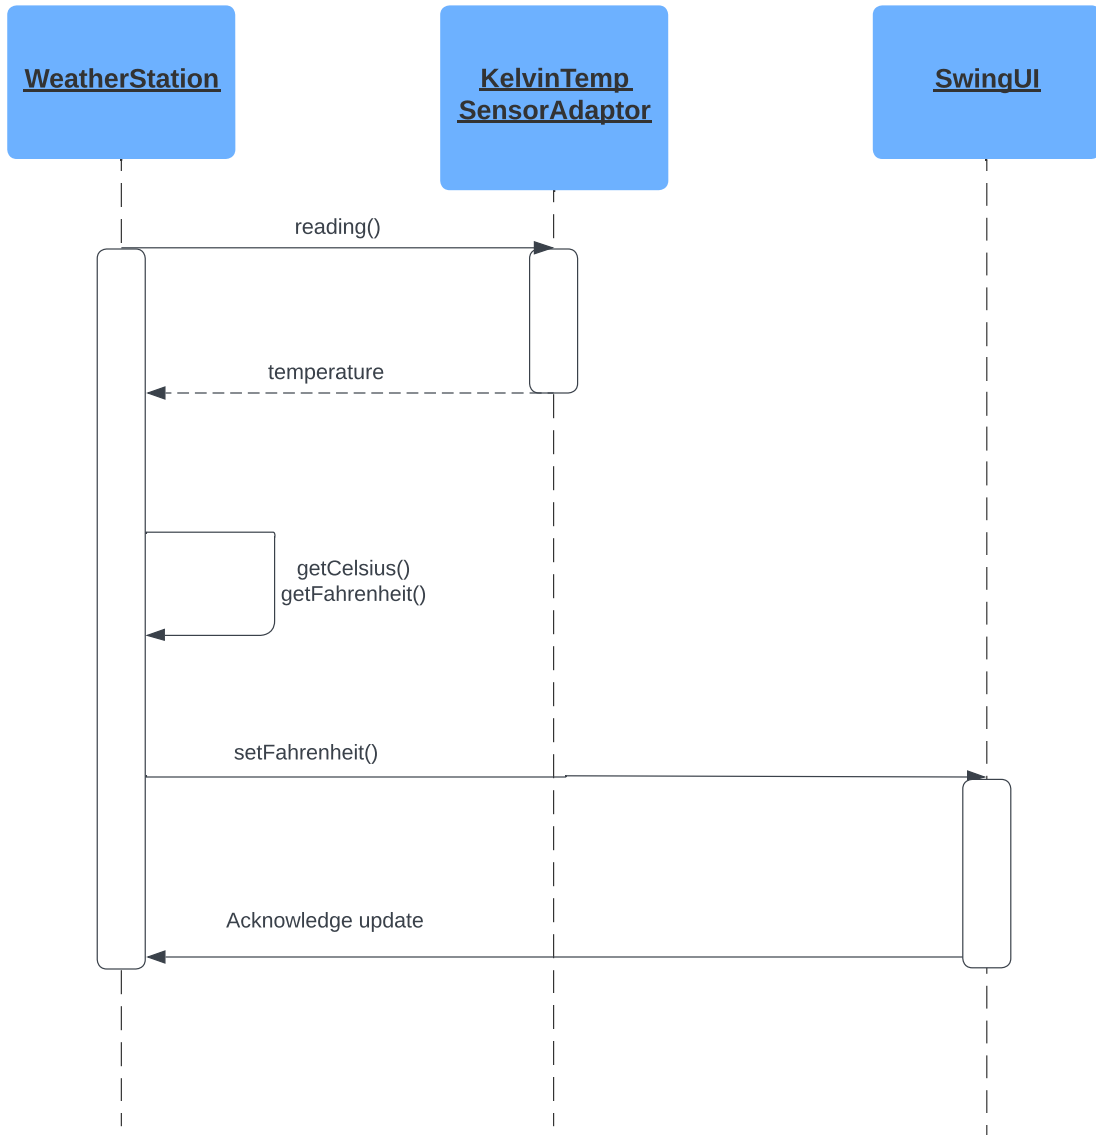 WeatherStation
KelvinTemp
SensorAdaptor
SwingUI
reading()
temperature
getCelsius()
getFahrenheit()
setFahrenheit()
Acknowledge update